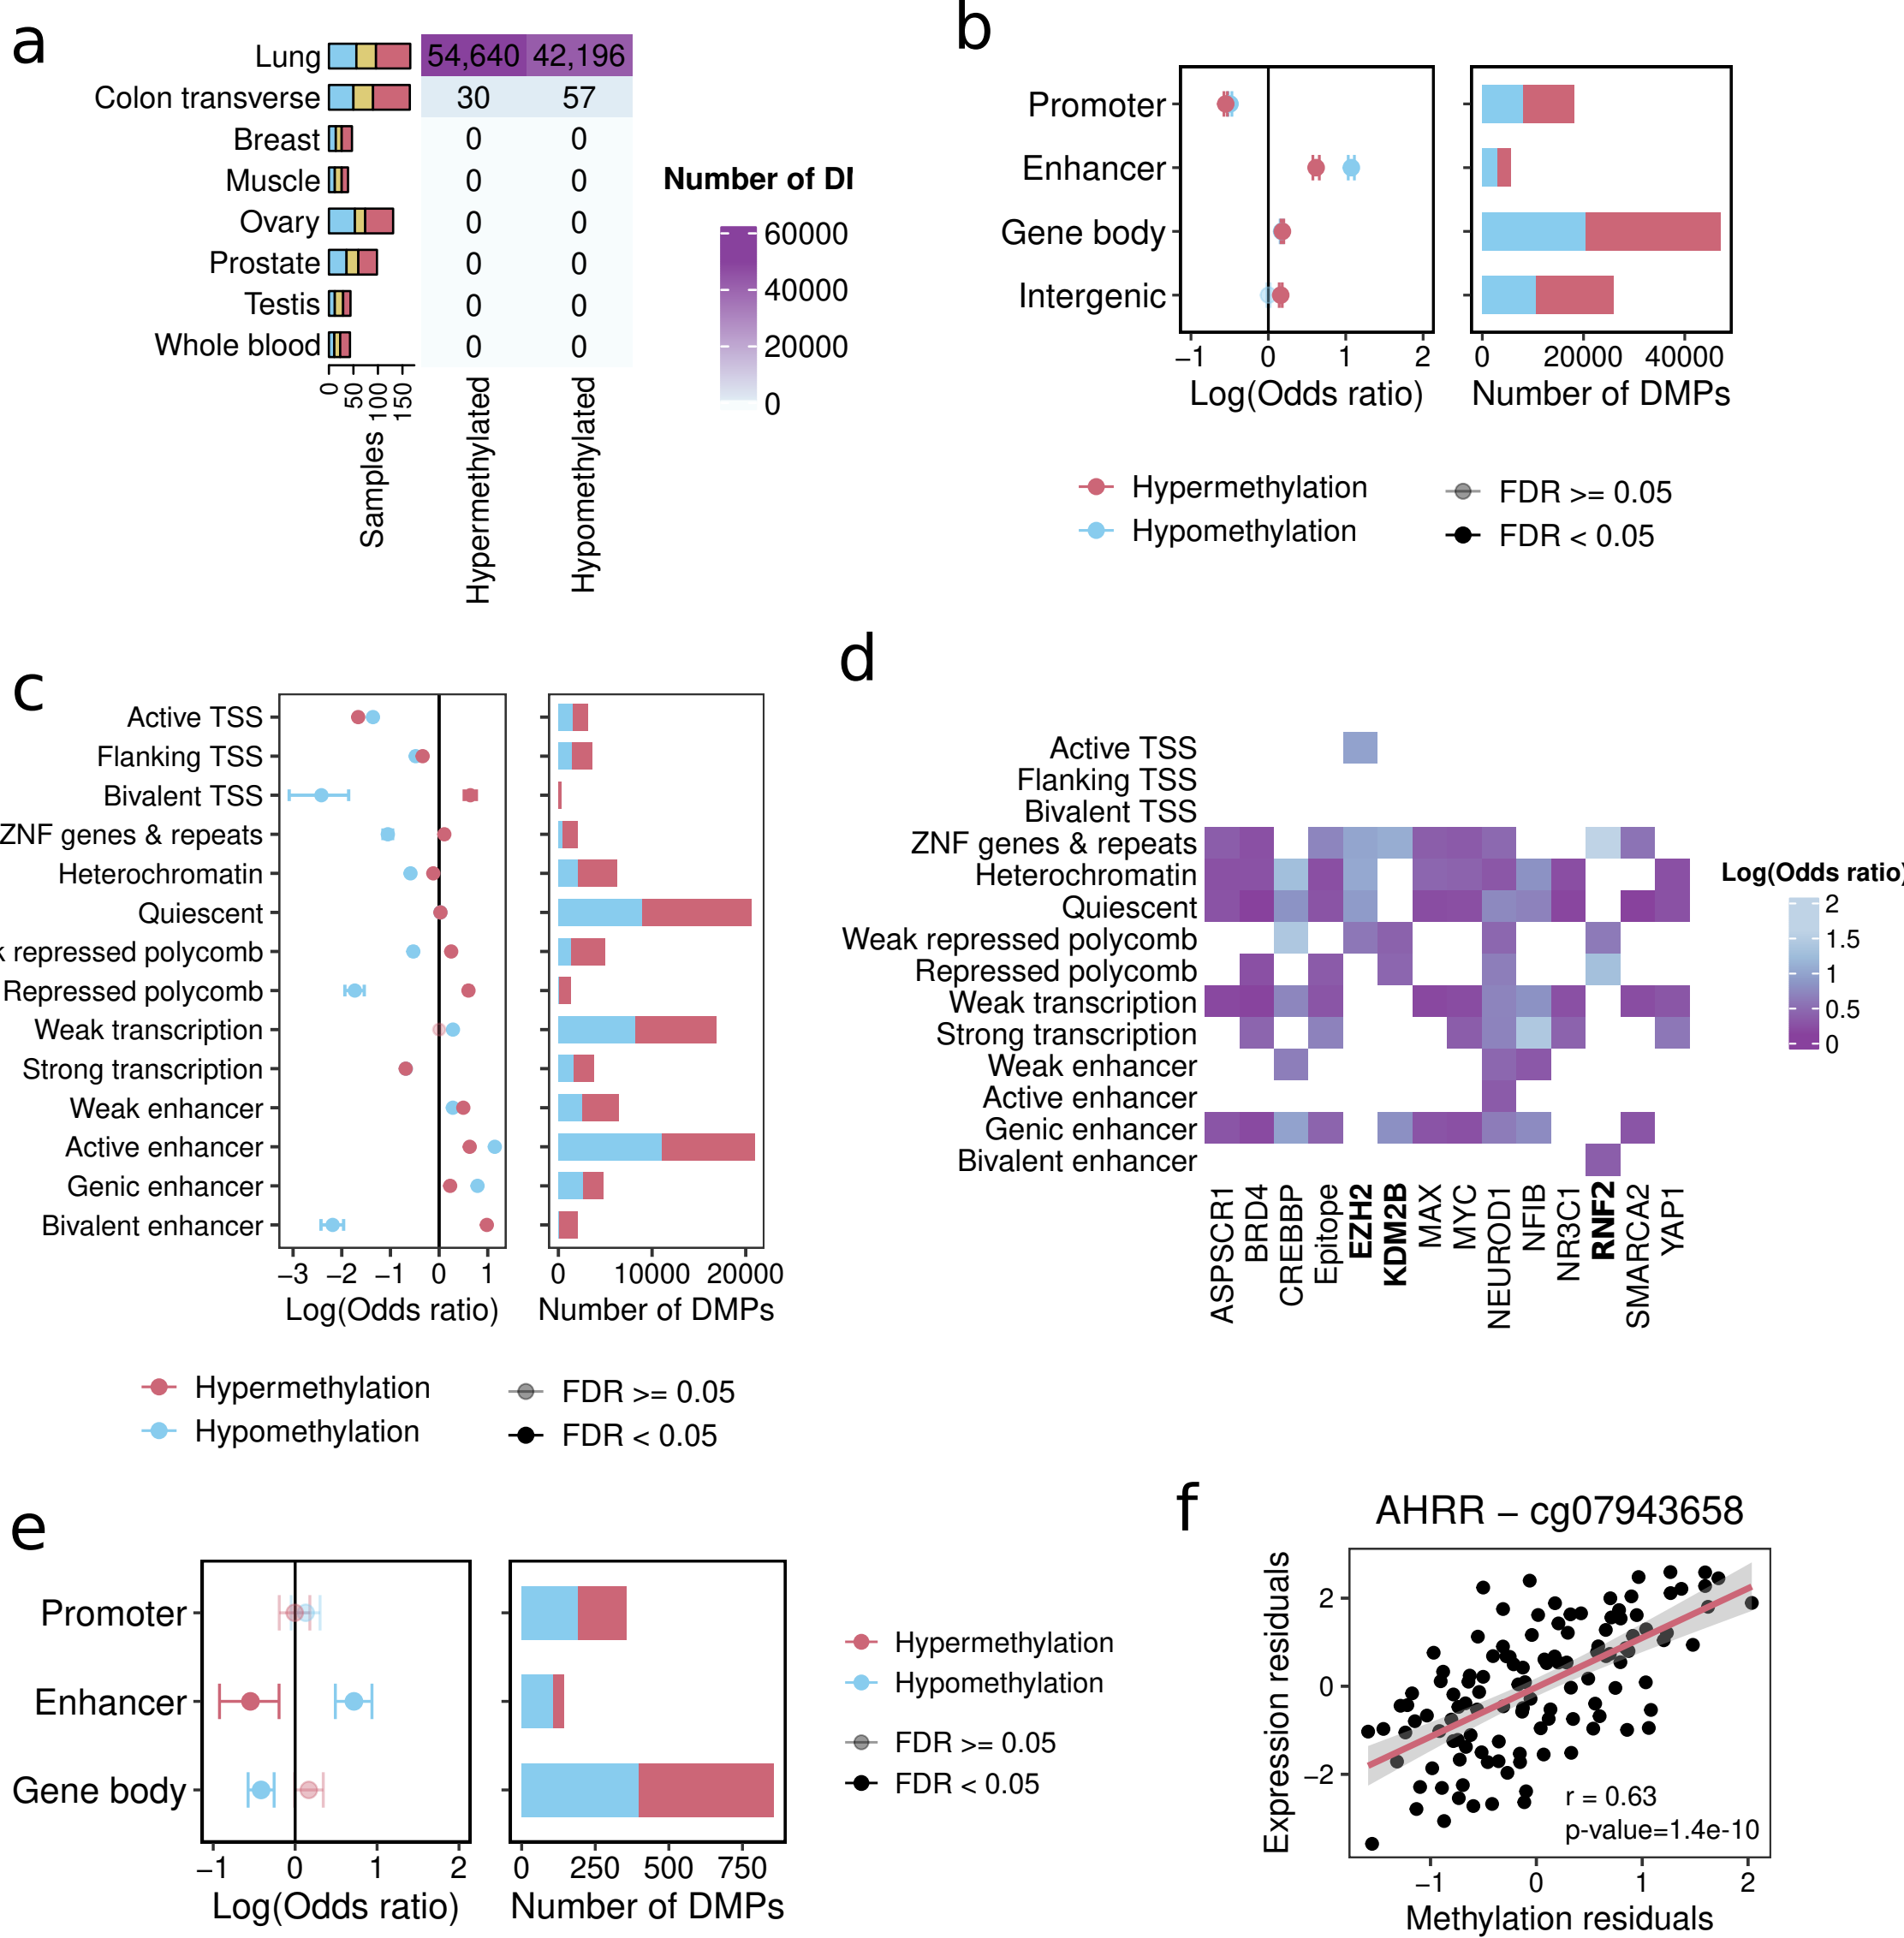 a
Lung
54,640
42,196
Colon transverse
30
57
Breast
0
0
Muscle
0
0
Ovary
0
0
Prostate
0
0
Testis
0
0
Whole blood
0
0
0
50
100
150
Samples
Hypermethylated
Hypomethylated
Number of DI
60000
40000
20000
0
b
Promoter
Enhancer
Gene body
Intergenic
−1
0
1
2
Log(Odds ratio)
0
20000
40000
Number of DMPs
Hypermethylation
Hypomethylation
FDR >= 0.05
FDR < 0.05
c
Active TSS
Flanking TSS
Bivalent TSS
ZNF genes & repeats
Heterochromatin
Quiescent
k repressed polycomb
Repressed polycomb
Weak transcription
Strong transcription
Weak enhancer
Active enhancer
Genic enhancer
Bivalent enhancer
−3
−2
−1
0
1
Log(Odds ratio)
0
10000
20000
Number of DMPs
Hypermethylation
Hypomethylation
FDR >= 0.05
FDR < 0.05
d
Active TSS
Flanking TSS
Bivalent TSS
ZNF genes & repeats
Heterochromatin
Quiescent
Weak repressed polycomb
Repressed polycomb
Weak transcription
Strong transcription
Weak enhancer
Active enhancer
Genic enhancer
Bivalent enhancer
ASPSCR1
BRD4
CREBBP
Epitope
EZH2
KDM2B
MAX
MYC
NEUROD1
NFIB
NR3C1
RNF2
SMARCA2
YAP1
Log(Odds ratio)
2
1.5
1
0.5
0
e
Promoter
Enhancer
Gene body
−1
0
1
2
Log(Odds ratio)
0
250
500
750
Number of DMPs
Hypermethylation
Hypomethylation
FDR >= 0.05
FDR < 0.05
f
AHRR − cg07943658
Expression residuals
2
0
−2
r = 0.63
p-value=1.4e-10
−1
0
1
2
Methylation residuals